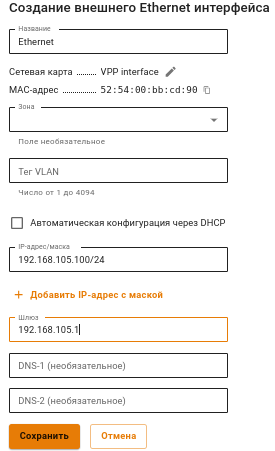 Создание внешнего Ethernet интерфейса
Название
Ethernet
Сетевая карта ...... VPP interface
MAC-адрес .......... 52:54:00:bb:cd:90
Зона
Поле необязательное
Тег VLAN
Число от 1 до 4094
Автоматическая конфигурация через DHCP
IP-адрес/маска
192.168.105.100/24
+ Добавить IP-адрес с маской
Шлюз
192.168.105.1
DNS-1 (необязательное)
DNS-2 (необязательное)
Сохранить Отмена